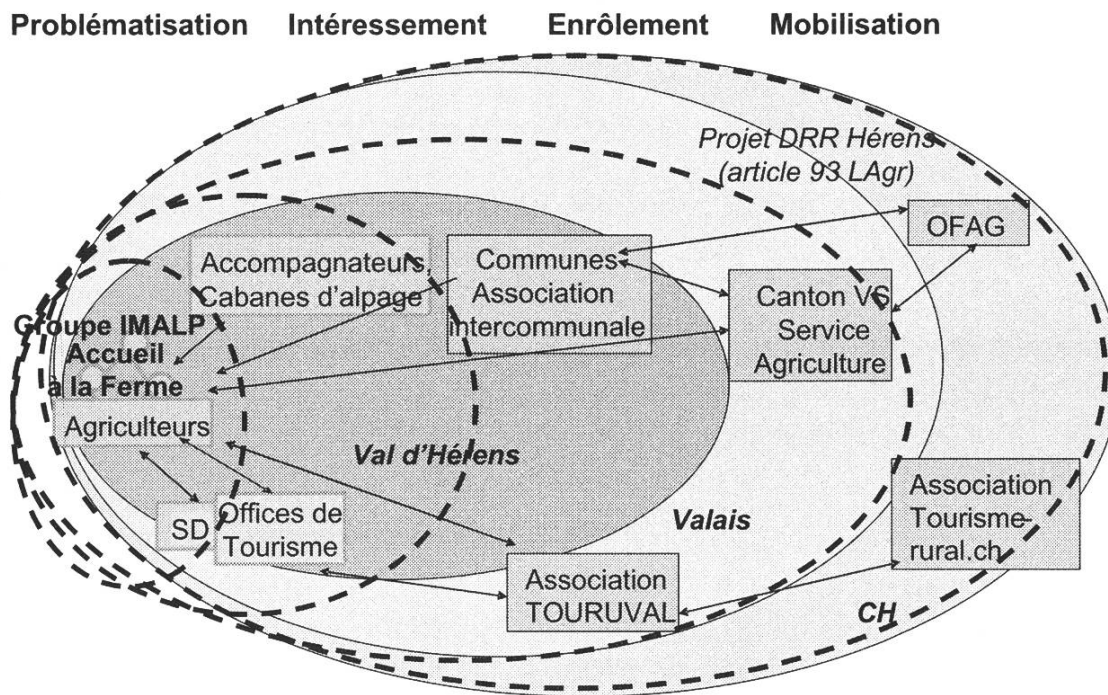 Problématisation Intéressement Enrôlement Mobilisation
Projet DRR Hérens
(article 93 LAgr)
OFAG
Accompagnateurs,
Cabanes d'alpage
Communes
Association
intercommunale
Canton VS
Service
Agriculture
Groupe IMALP
Accueil
à la Ferme
Agriculteurs
Val d'Hérens
SD
Offices de
Tourisme
Valais
Association
Tourisme-
rural.ch
Association
TOURUVAL
CH